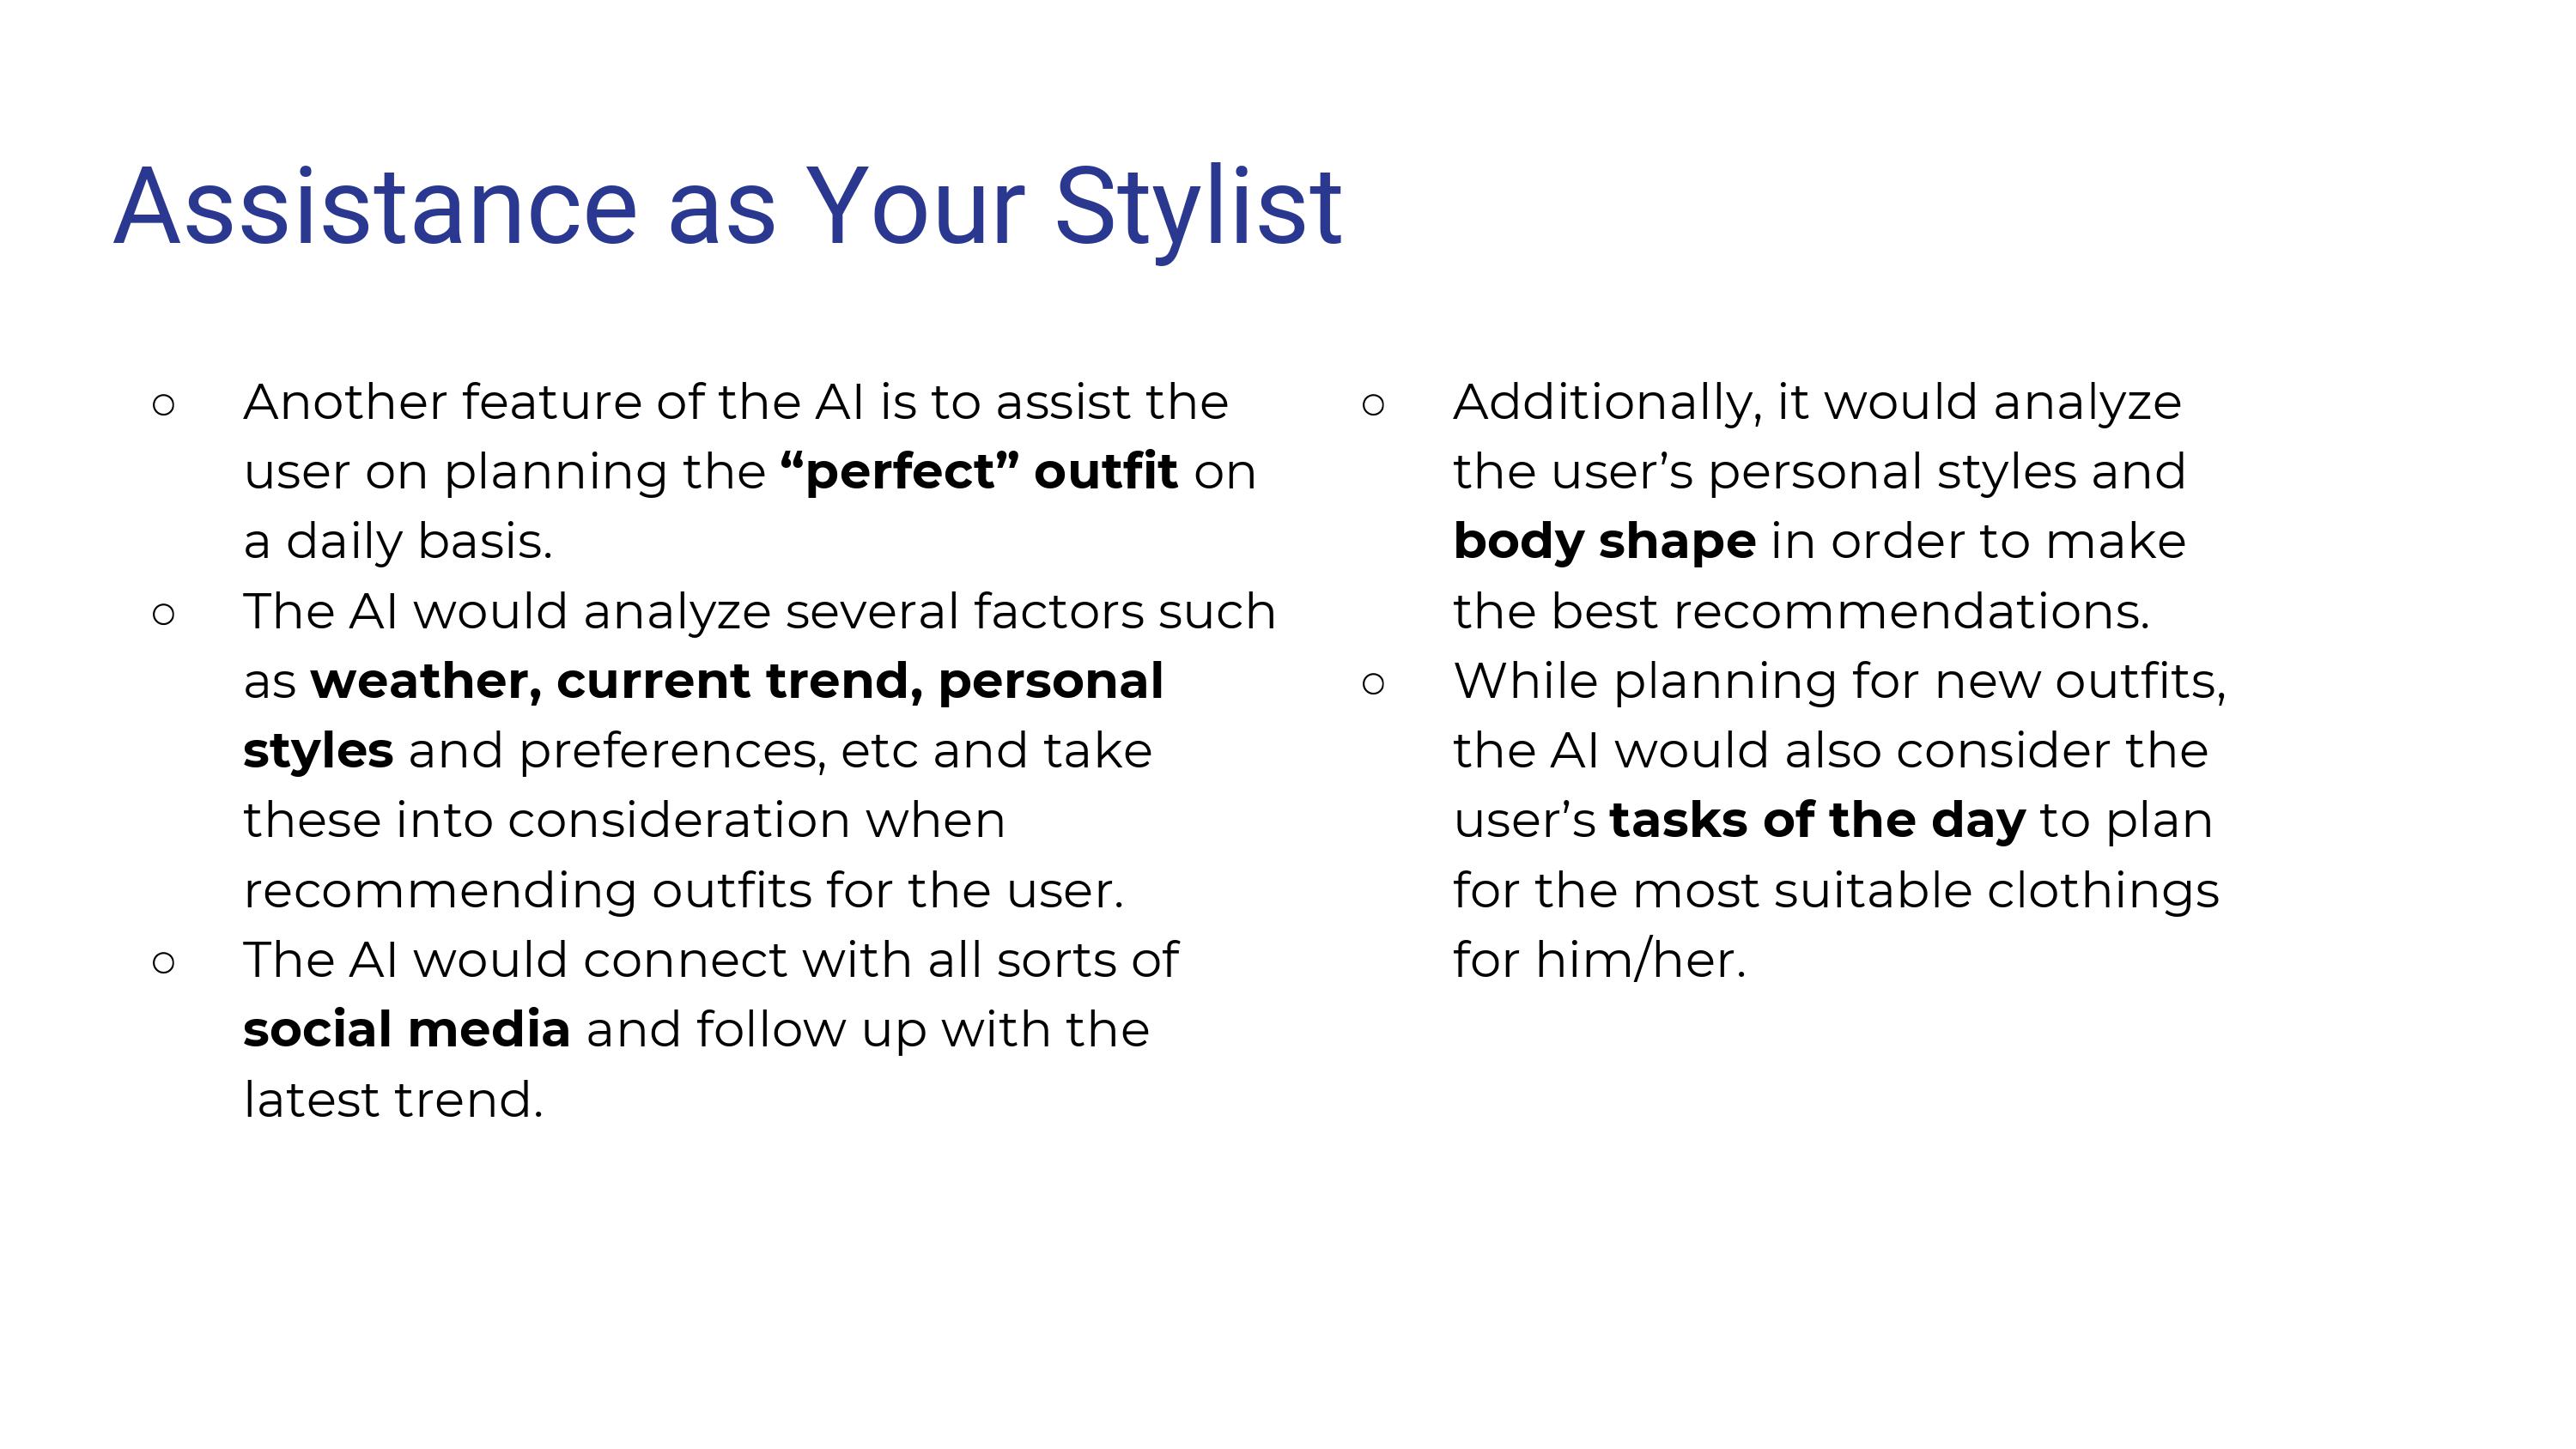 Assistance as Your Stylist
○ Another feature of the AI is to assist the
user on planning the “perfect” outfit on
a daily basis.
○ The AI would analyze several factors such
as weather, current trend, personal
styles and preferences, etc and take
these into consideration when
recommending outfits for the user.
○ The AI would connect with all sorts of
social media and follow up with the
latest trend.
○ Additionally, it would analyze
the user’s personal styles and
body shape in order to make
the best recommendations.
○ While planning for new outfits,
the AI would also consider the
user’s tasks of the day to plan
for the most suitable clothings
for him/her.